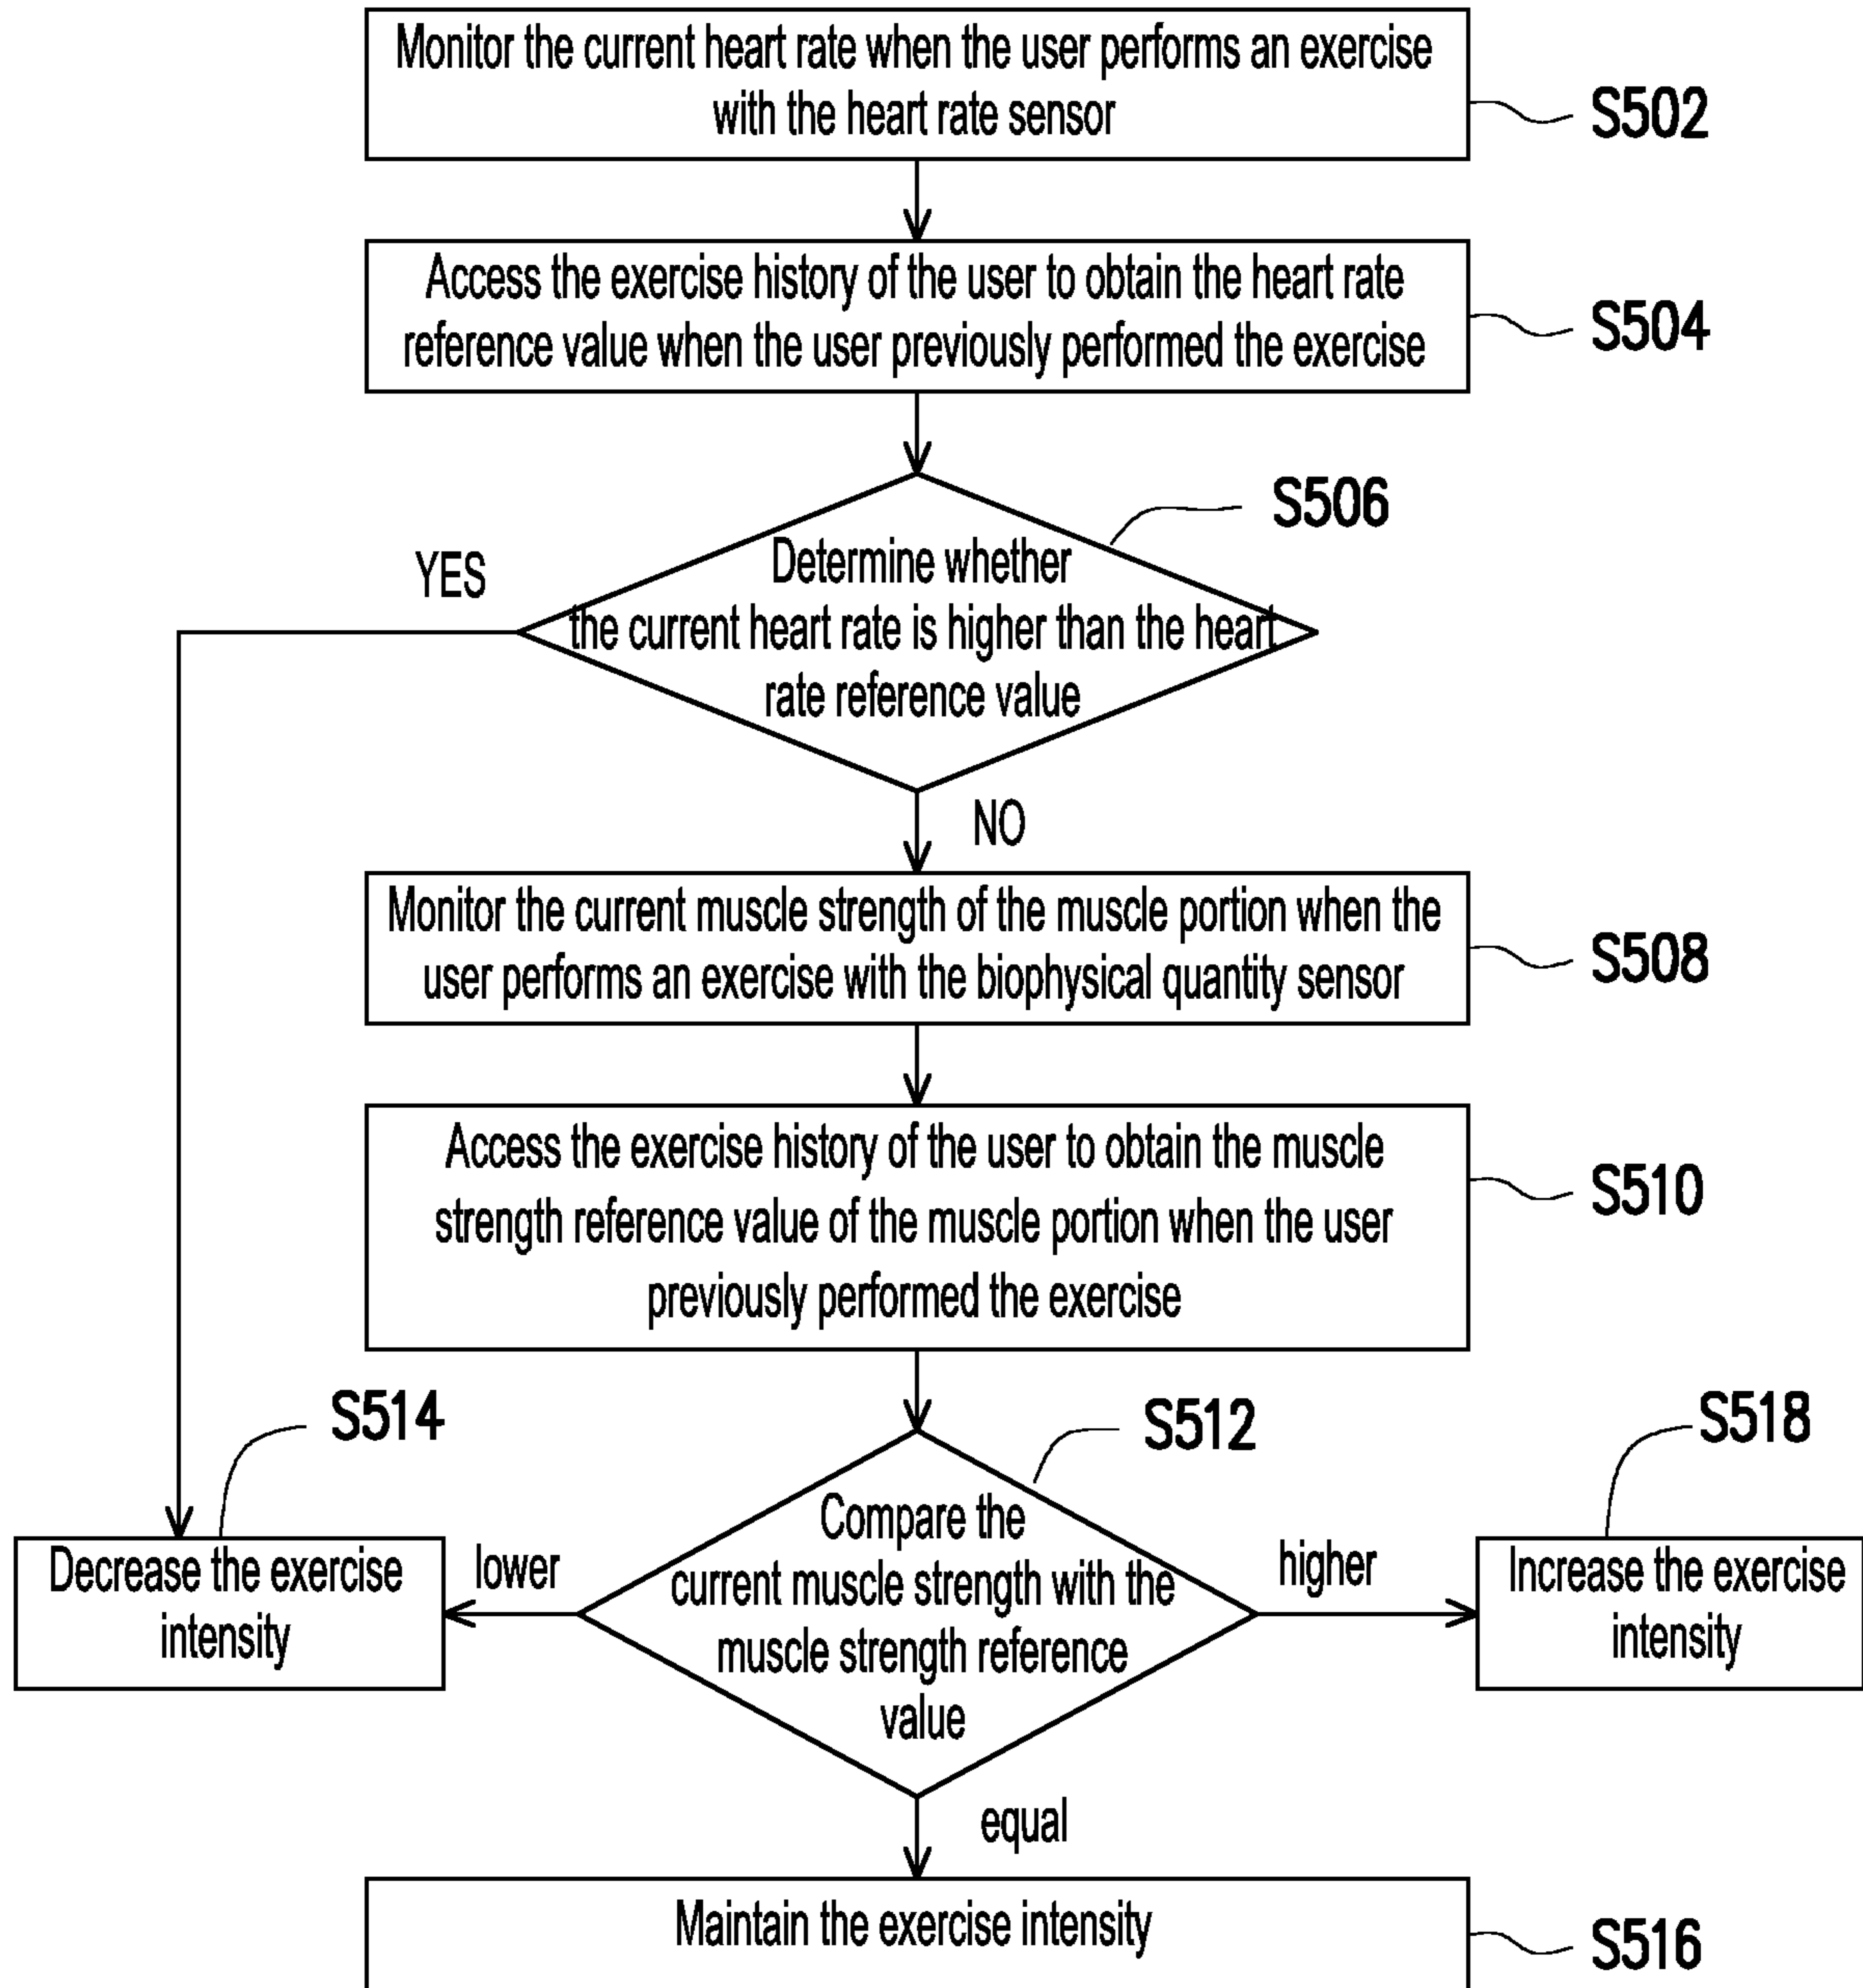 Monitor the current heart rate when the user performs an exercise
with the heart rate sensor
S502
Access the exercise history of the user to obtain the heart rate
reference value when the user previously performed the exercise
S504
S506
YES
Determine whether
the current heart rate is higher than the heart
rate reference value
NO
Monitor the current muscle strength of the muscle portion when the
user performs an exercise with the biophysical quantity sensor
S508
Access the exercise history of the user to obtain the muscle
strength reference value of the muscle portion when the user
previously performed the exercise
S510
S514
S512
S518
Decrease the exercise
intensity
lower
Compare the
current muscle strength with the
muscle strength reference
value
higher
Increase the exercise
intensity
equal
Maintain the exercise intensity
S516